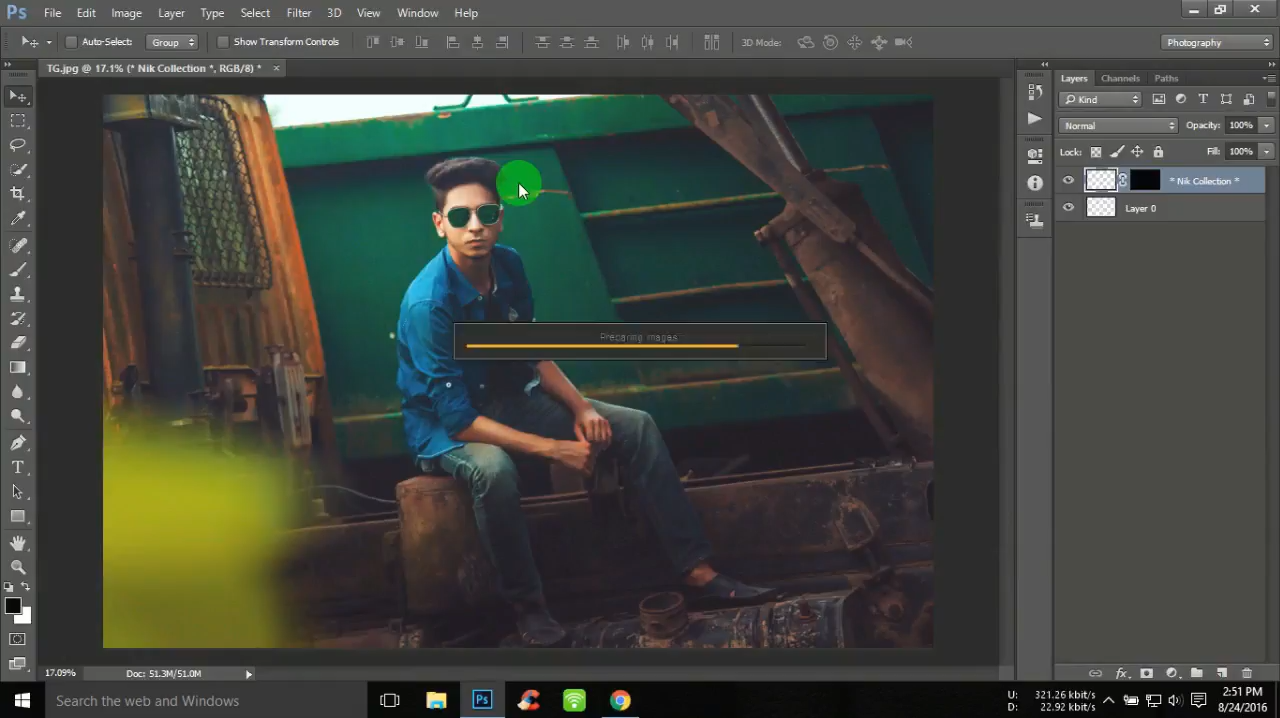 Ps File Edit Image Layer Type Select Filter 3D View Window Help
Auto-Select: Group Show Transform Controls 3D Mode: Photography
TG.jpg @ 17.1% (* Nik Collection *, RGB/8) * ×
Layers Channels Paths
Kind
Normal Opacity: 100%
Lock: Fill: 100%
* Nik Collection *
Layer 0
Preparing images
17.09% Doc: 51.3M/51.0M
Search the web and Windows
Ps
U: 321.26 kbit/s
D: 22.92 kbit/s
2:51 PM
8/24/2016